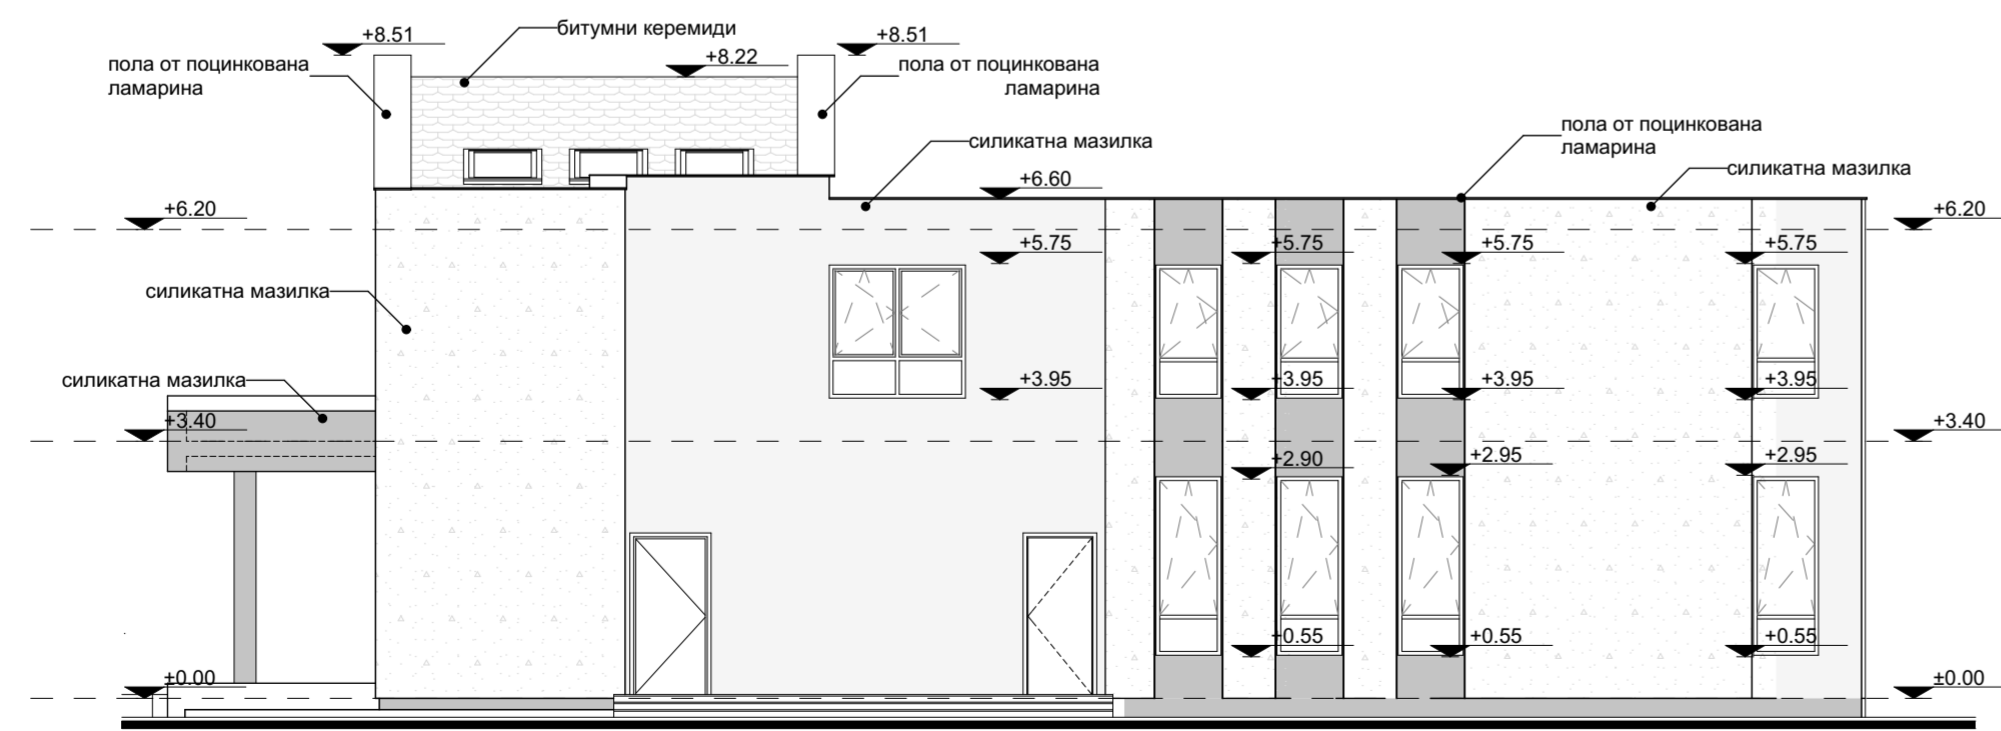 битумни керемиди
+8.51
+8.51
+8.22
пола от поцинкована
ламарина
пола от поцинкована
ламарина
пола от поцинкована
ламарина
силикатна мазилка
силикатна мазилка
+6.60
+6.20
+6.20
+5.75
+5.75
+5.75
+5.75
силикатна мазилка
силикатна мазилка
+3.95
+3.95
+3.95
+3.95
+3.40
+3.40
+2.90
+2.95
+2.95
+0.55
+0.55
+0.55
±0.00
±0.00